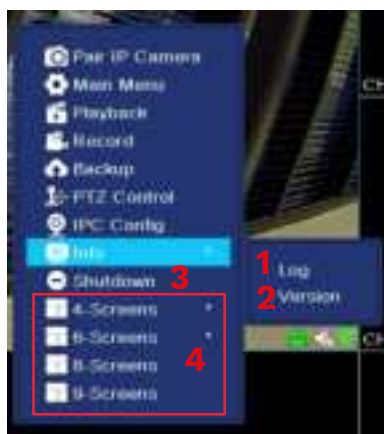 Pair IP Camera
Main Menu
Playback
Record
Backup
PTZ Control
IPC Config
Info
1 Log
2 Version
Shutdown 3
4-Screens
6-Screens
4
8-Screens
9-Screens
CH
CH